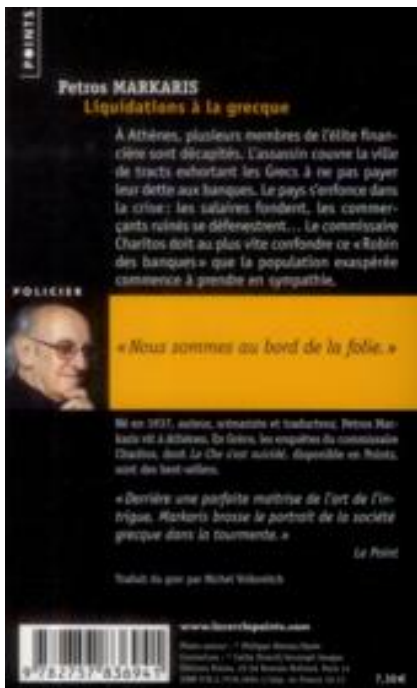 POINTS
Petros MARKARIS
Liquidations à la grecque
À Athènes, plusieurs membres de l'élite finan-
cière sont décapités. L'assassin couvre la ville
de tracts exhortant les Grecs à ne pas payer
leur dette aux banques. Le pays s'enfonce dans
la crise : les salaires fondent, les commer-
çants ruinés se défenestrent... Le commissaire
Charitos doit au plus vite confondre ce « Robin
des banques » que la population exaspérée
commence à prendre en sympathie.
POLICIER
« Nous sommes au bord de la folie. »
Né en 1937, auteur, scénariste et traducteur, Petros Mar-
karis vit à Athènes. En Grèce, les enquêtes du commissaire
Charitos, dont Le Che s'est suicidé, disponible en Points,
sont des best-sellers.
« Derrière une parfaite maîtrise de l'art de l'in-
trigue, Markaris brosse le portrait de la société
grecque dans la tourmente. »
Le Point
Traduit du grec par Michel Volkovitch
www.lecerclepoints.com
7,30€